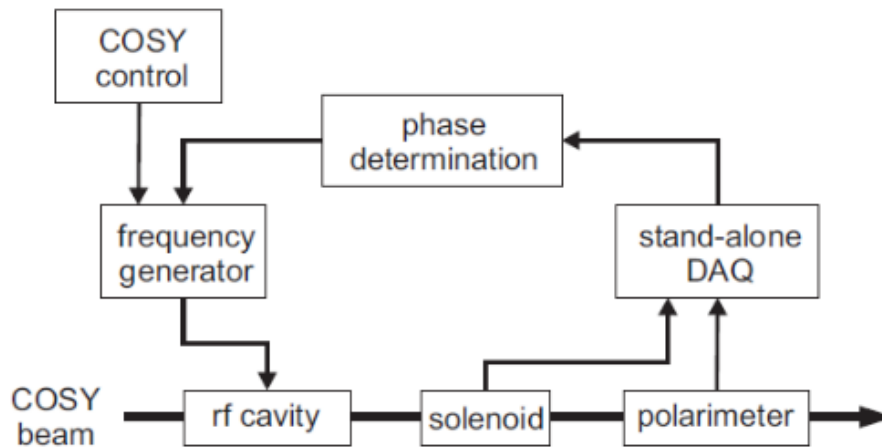 COSY
control
phase
determination
frequency
generator
stand-alone
DAQ
COSY
beam
rf cavity
solenoid
polarimeter